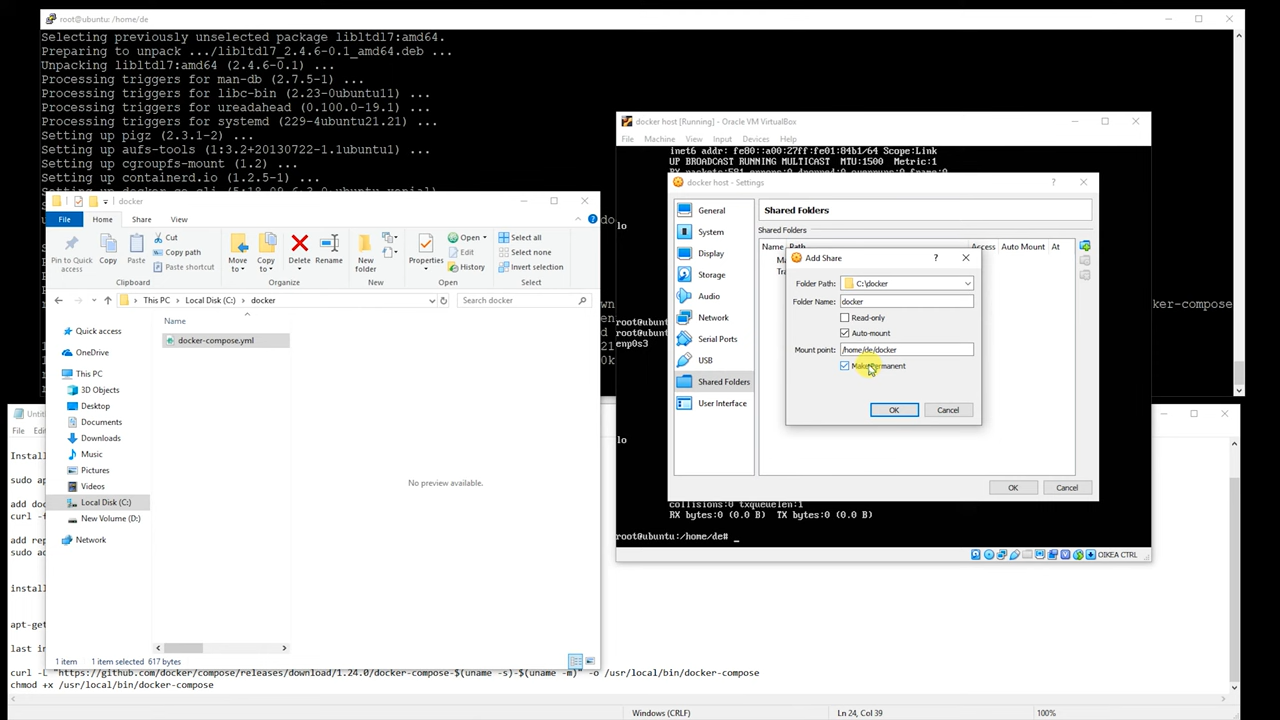 root@ubuntu: /home/de
Selecting previously unselected package libltdl7:amd64.
Preparing to unpack .../libltdl7_2.4.6-0.1_amd64.deb ...
Unpacking libltdl7:amd64 (2.4.6-0.1) ...
Processing triggers for man-db (2.7.5-1) ...
Processing triggers for libc-bin (2.23-0ubuntu11) ...
Processing triggers for ureadahead (0.100.0-19.1) ...
Processing triggers for systemd (229-4ubuntu21.21) ...
Setting up pigz (2.3.1-2) ...
Setting up aufs-tools (1:3.2+20130722-1.1ubuntu1) ...
Setting up cgroupfs-mount (1.2) ...
Setting up containerd.io (1.2.5-1) ...
docker
File
Home
Share
View
Pin to Quick access
Copy
Paste
Cut
Copy path
Paste shortcut
Clipboard
Move to
Copy to
Delete
Rename
Organize
New folder
New
Properties
Open
Edit
History
Open
Select all
Select none
Invert selection
Select
This PC
Local Disk (C:)
docker
Search docker
Quick access
OneDrive
This PC
3D Objects
Desktop
Documents
Downloads
Music
Pictures
Videos
Local Disk (C:)
New Volume (D:)
Network
Name
docker-compose.yml
No preview available.
1 item
1 item selected 617 bytes
docker host [Running] - Oracle VM VirtualBox
File
Machine
View
Input
Devices
Help
inet6 addr: fe80::a00:27ff:fe01:84b1/64 Scope:Link
UP BROADCAST RUNNING MULTICAST MTU:1500 Metric:1
lo
root@ubunt
enp0s3
lo
docker host - Settings
General
System
Display
Storage
Audio
Network
Serial Ports
USB
Shared Folders
User Interface
Shared Folders
Shared Folders
Name
Path
Access
Auto Mount
At
Ma
Tra
Add Share
Folder Path:
C:\docker
Folder Name:
docker
Read-only
Auto-mount
Mount point:
/home/de/docker
Make Permanent
OK
Cancel
OK
Cancel
RX bytes:0 (0.0 B) TX bytes:0 (0.0 B)
root@ubuntu:/home/de# _
OIKEA CTRL
cker-compose
Unti
File
Edi
Instal
sudo ap
add doc
curl -f
add rep
sudo ad
install
apt-get
last in
curl -L "https://github.com/docker/compose/releases/download/1.24.0/docker-compose-$(uname -s)-$(uname -m)" -o /usr/local/bin/docker-compose
chmod +x /usr/local/bin/docker-compose
Windows (CRLF)
Ln 24, Col 39
100%